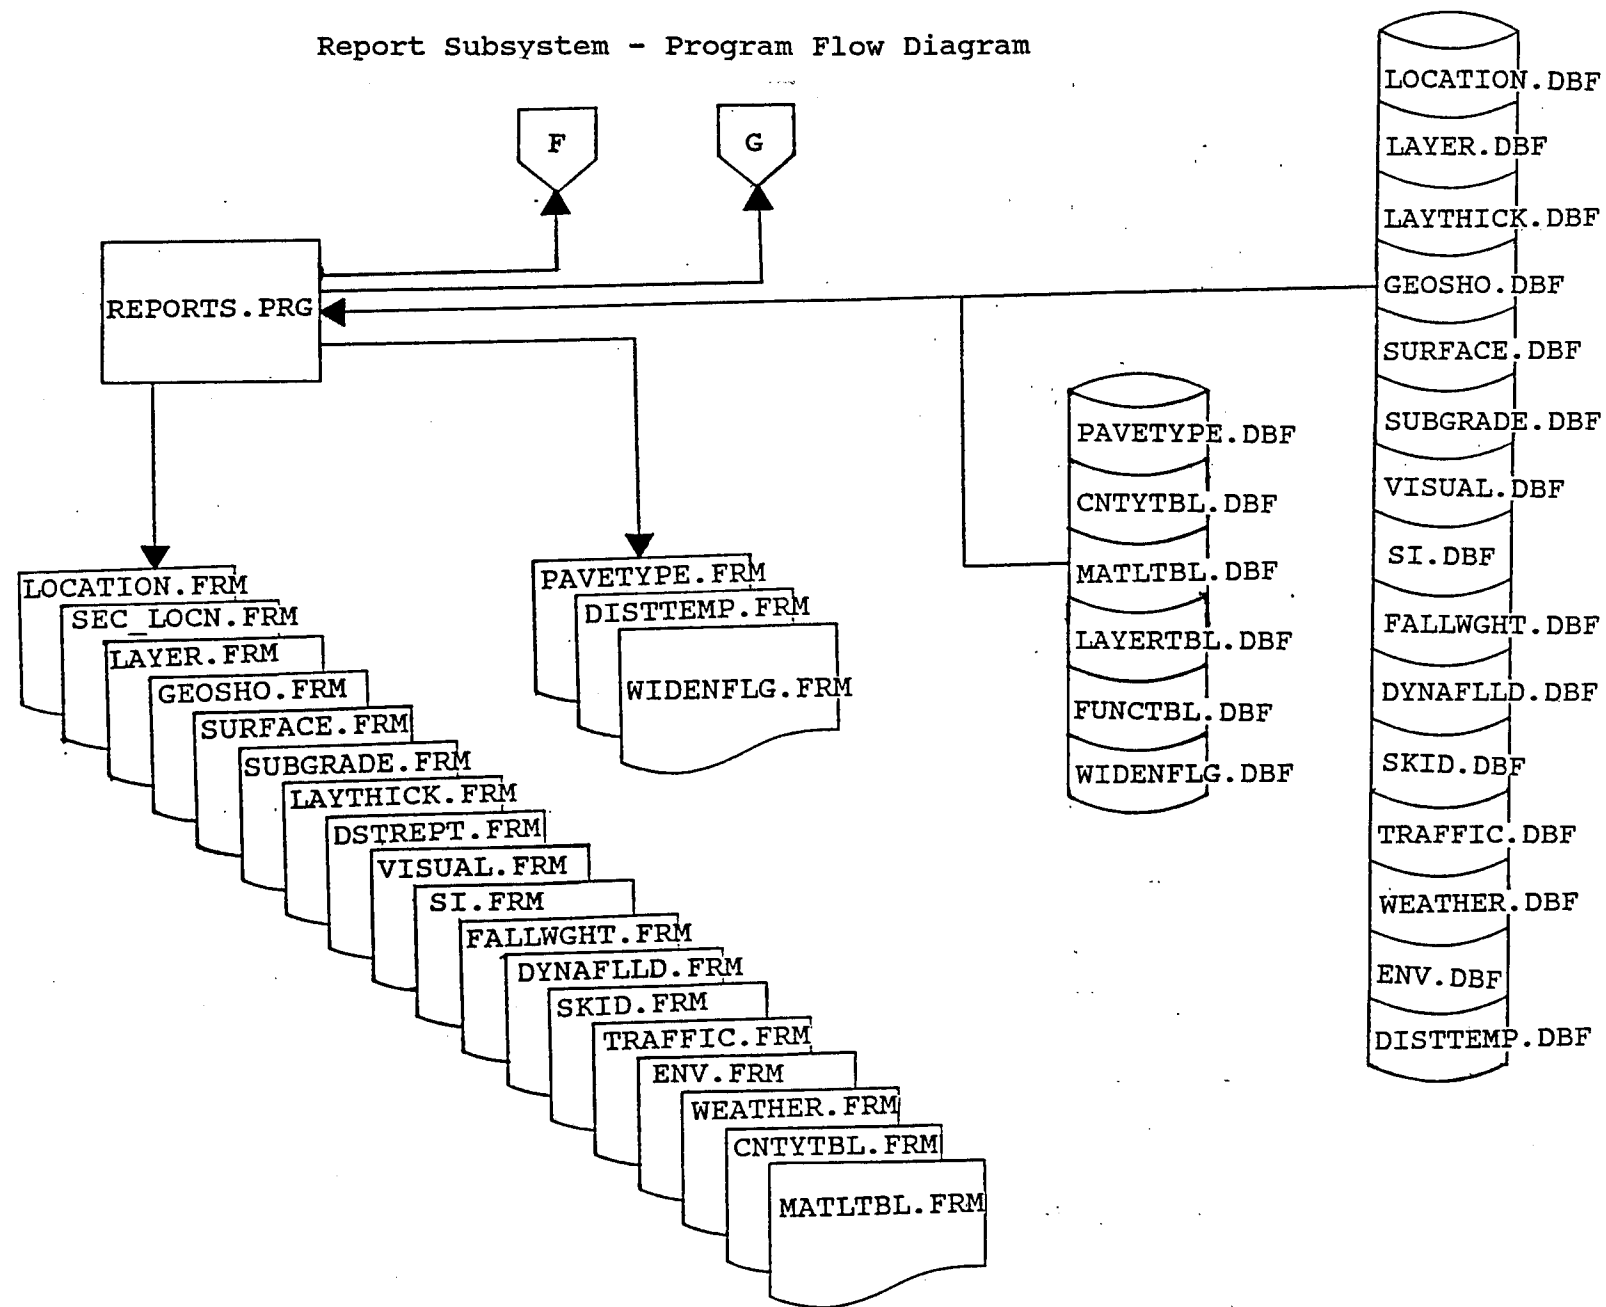 Report Subsystem - Program Flow Diagram
F
G
REPORTS.PRG
LOCATION.FRM
SEC_LOCN.FRM
LAYER.FRM
GEOSHO.FRM
SURFACE.FRM
SUBGRADE.FRM
LAYTHICK.FRM
DSTREPT.FRM
VISUAL.FRM
SI.FRM
FALLWGHT.FRM
DYNAFLLD.FRM
SKID.FRM
TRAFFIC.FRM
ENV.FRM
WEATHER.FRM
CNTYTBL.FRM
MATLTBL.FRM
PAVETYPE.FRM
DISTTEMP.FRM
WIDENFLG.FRM
PAVETYPE.DBF
CNTYTBL.DBF
MATLTBL.DBF
LAYERTBL.DBF
FUNCTBL.DBF
WIDENFLG.DBF
LOCATION.DBF
LAYER.DBF
LAYTHICK.DBF
GEOSHO.DBF
SURFACE.DBF
SUBGRADE.DBF
VISUAL.DBF
SI.DBF
FALLWGHT.DBF
DYNAFLLD.DBF
SKID.DBF
TRAFFIC.DBF
WEATHER.DBF
ENV.DBF
DISTTEMP.DBF